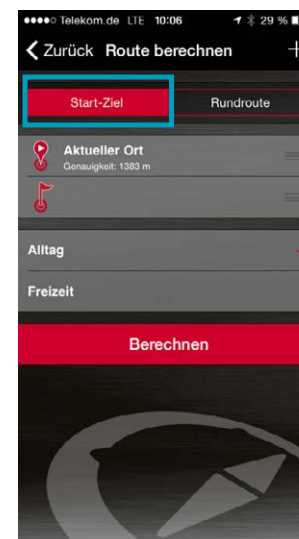 Telekom.de LTE 10:06 29 %
Zurück Route berechnen +
Start-Ziel Rundroute
Aktueller Ort
Genauigkeit: 1383 m
Alltag
Freizeit
Berechnen